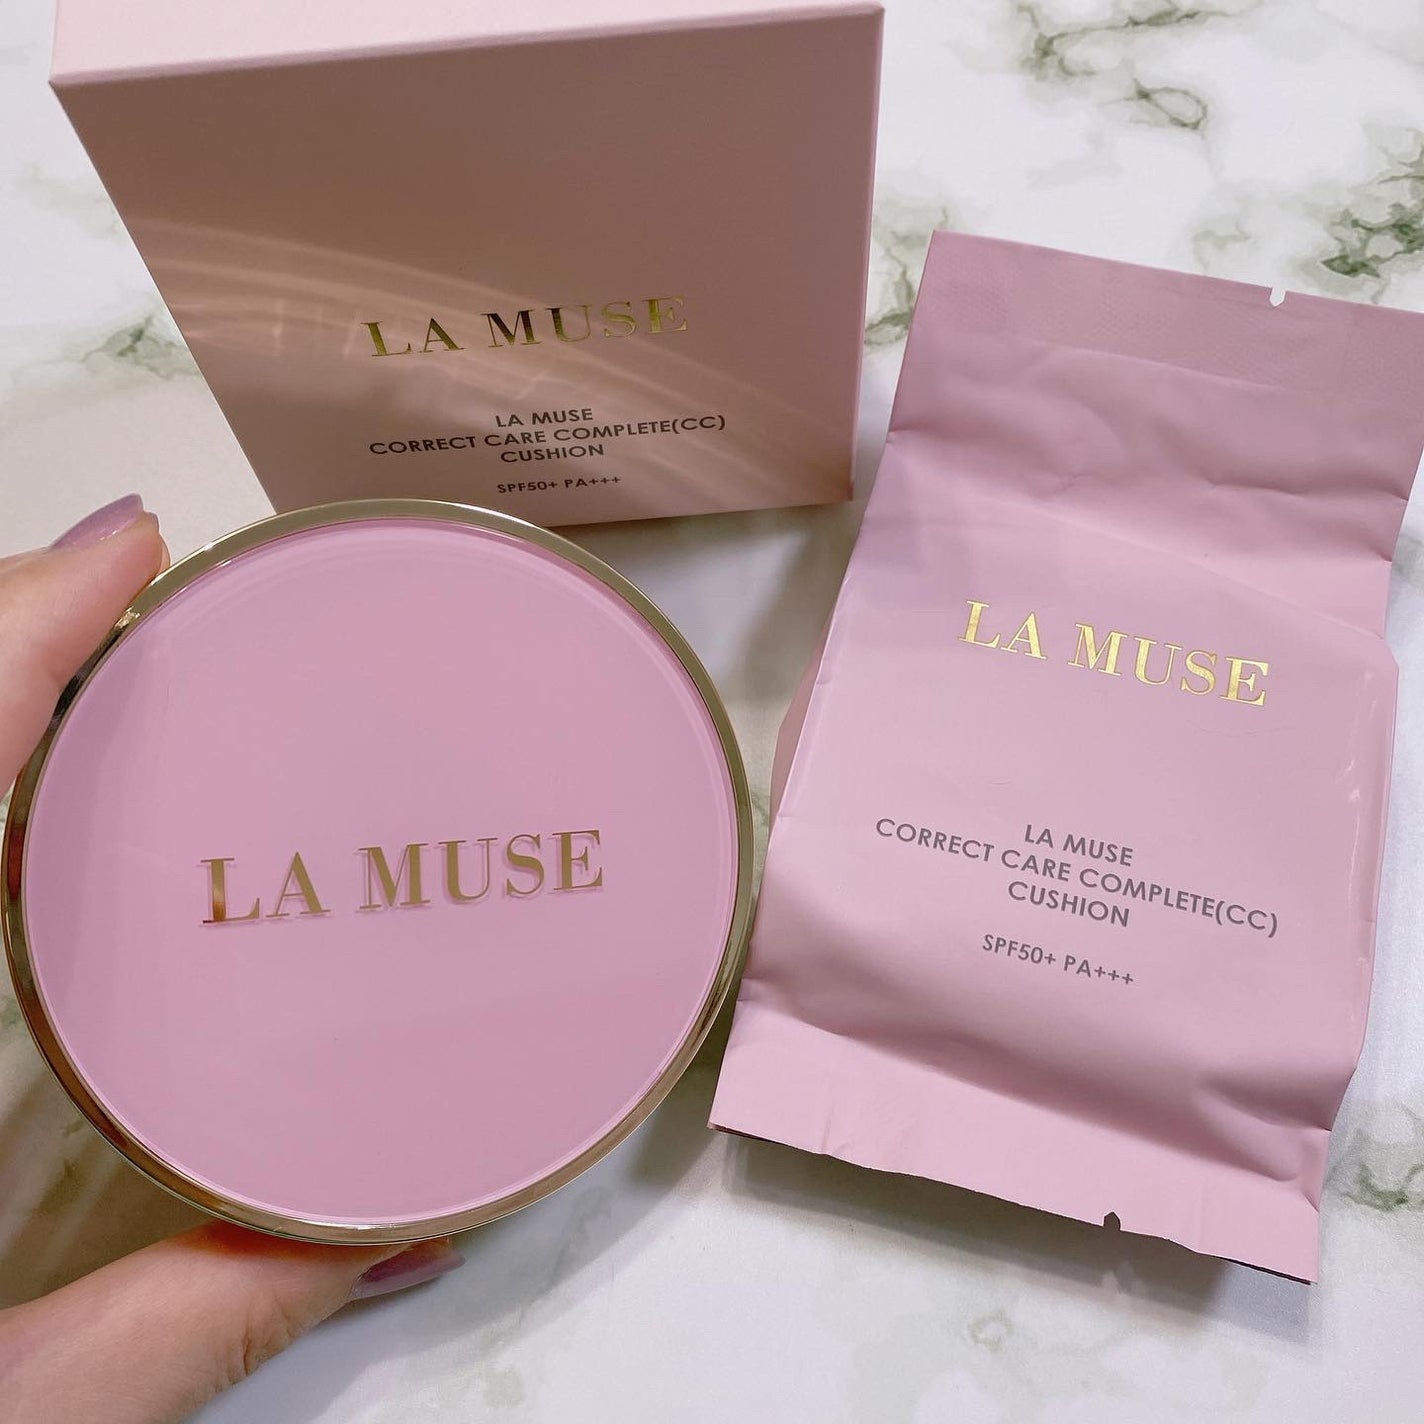 LA MUSE
LA MUSE
CORRECT CARE COMPLETE(CC)
CUSHION
SPF50+ PA+++
LA MUSE
LA MUSE
LA MUSE
CORRECT CARE COMPLETE(CC)
CUSHION
SPF50+ PA+++